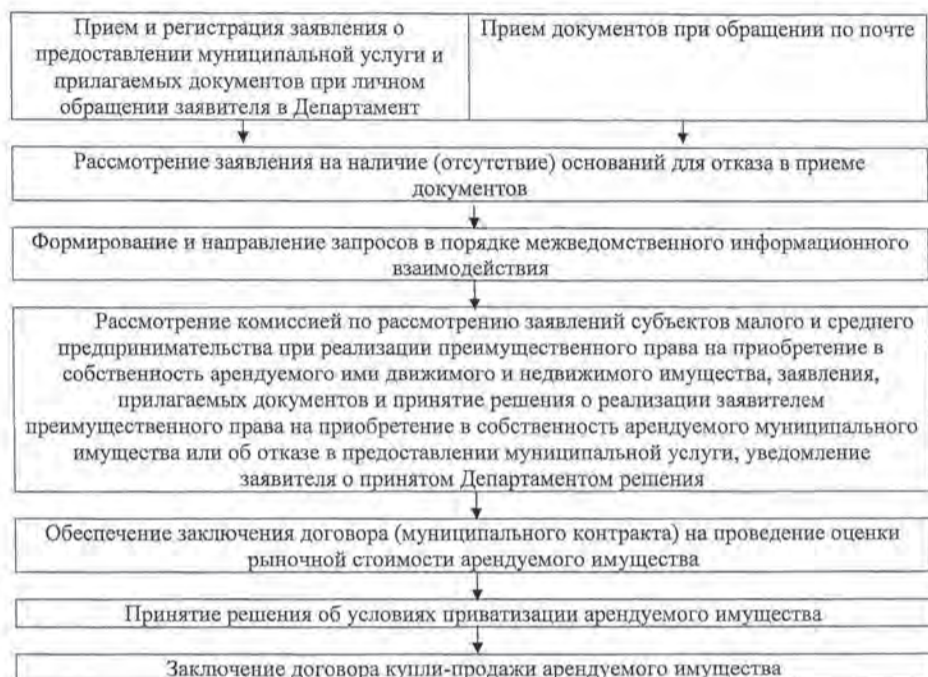 Прием и регистрация заявления о
предоставлении муниципальной услуги и
прилагаемых документов при личном
обращении заявителя в Департамент
Прием документов при обращении по почте
Рассмотрение заявления на наличие (отсутствие) оснований для отказа в приеме
документов
Формирование и направление запросов в порядке межведомственного информационного
взаимодействия
Рассмотрение комиссией по рассмотрению заявлений субъектов малого и среднего
предпринимательства при реализации преимущественного права на приобретение в
собственность арендуемого ими движимого и недвижимого имущества, заявления,
прилагаемых документов и принятие решения о реализации заявителем
преимущественного права на приобретение в собственность арендуемого муниципального
имущества или об отказе в предоставлении муниципальной услуги, уведомление
заявителя о принятом Департаментом решения
Обеспечение заключения договора (муниципального контракта) на проведение оценки
рыночной стоимости арендуемого имущества
Принятие решения об условиях приватизации арендуемого имущества
Заключение договора купли-продажи арендуемого имущества